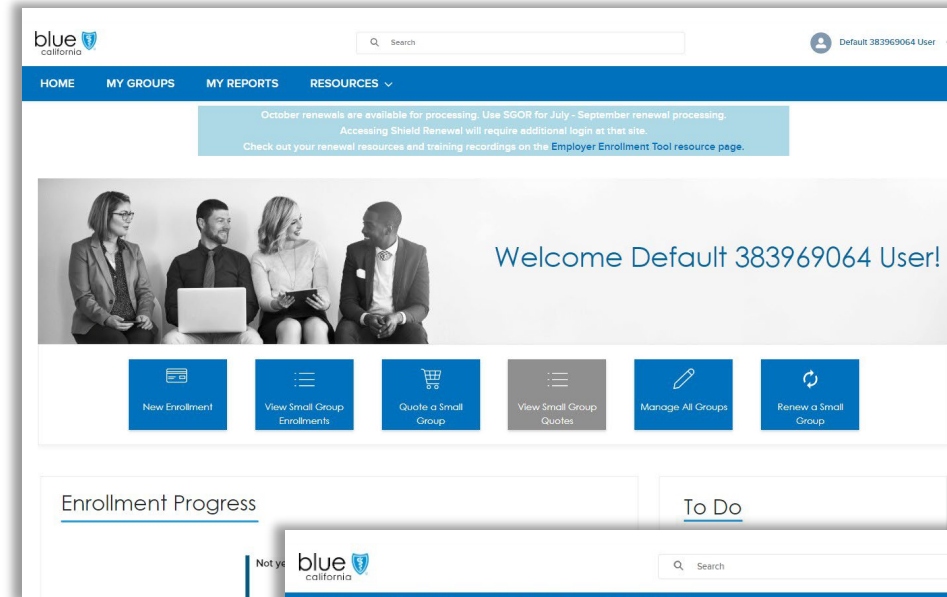 blue
california
Search
Default 383969064 User
HOME MY GROUPS MY REPORTS RESOURCES
October renewals are available for processing. Use SGOR for July - September renewal processing.
Accessing Shield Renewal will require additional login at that site.
Check out your renewal resources and training recordings on the Employer Enrollment Tool resource page.
Welcome Default 383969064 User!
New Enrollment
View Small Group
Enrollments
Quote a Small
Group
View Small Group
Quotes
Manage All Groups
Renew a Small
Group
Enrollment Progress
To Do
Not
blue
california
Search